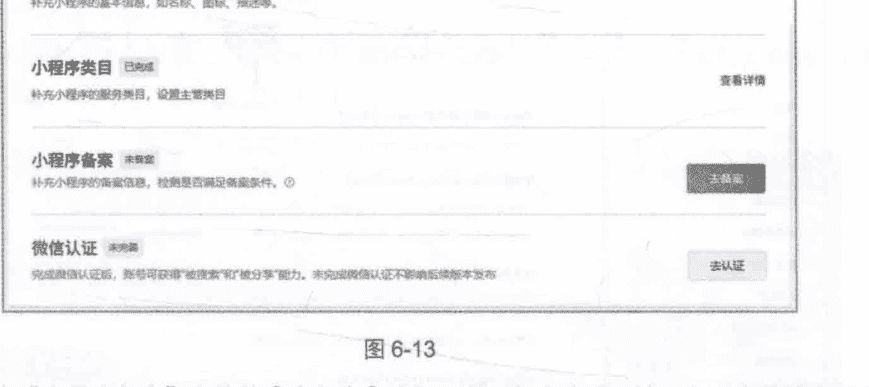 补充小程序的基本信息，如名称、图标、描述等。
小程序类目 已完成
查看详情
补充小程序的服务类目，设置主营类目
小程序备案 未备案
补充小程序的备案信息，检测是否满足备案条件。
去备案
微信认证 未完善
去认证
完成微信认证后，账号可获得“被搜索”和“被分享”能力。未完成微信认证不影响后续版本发布
图 6-13